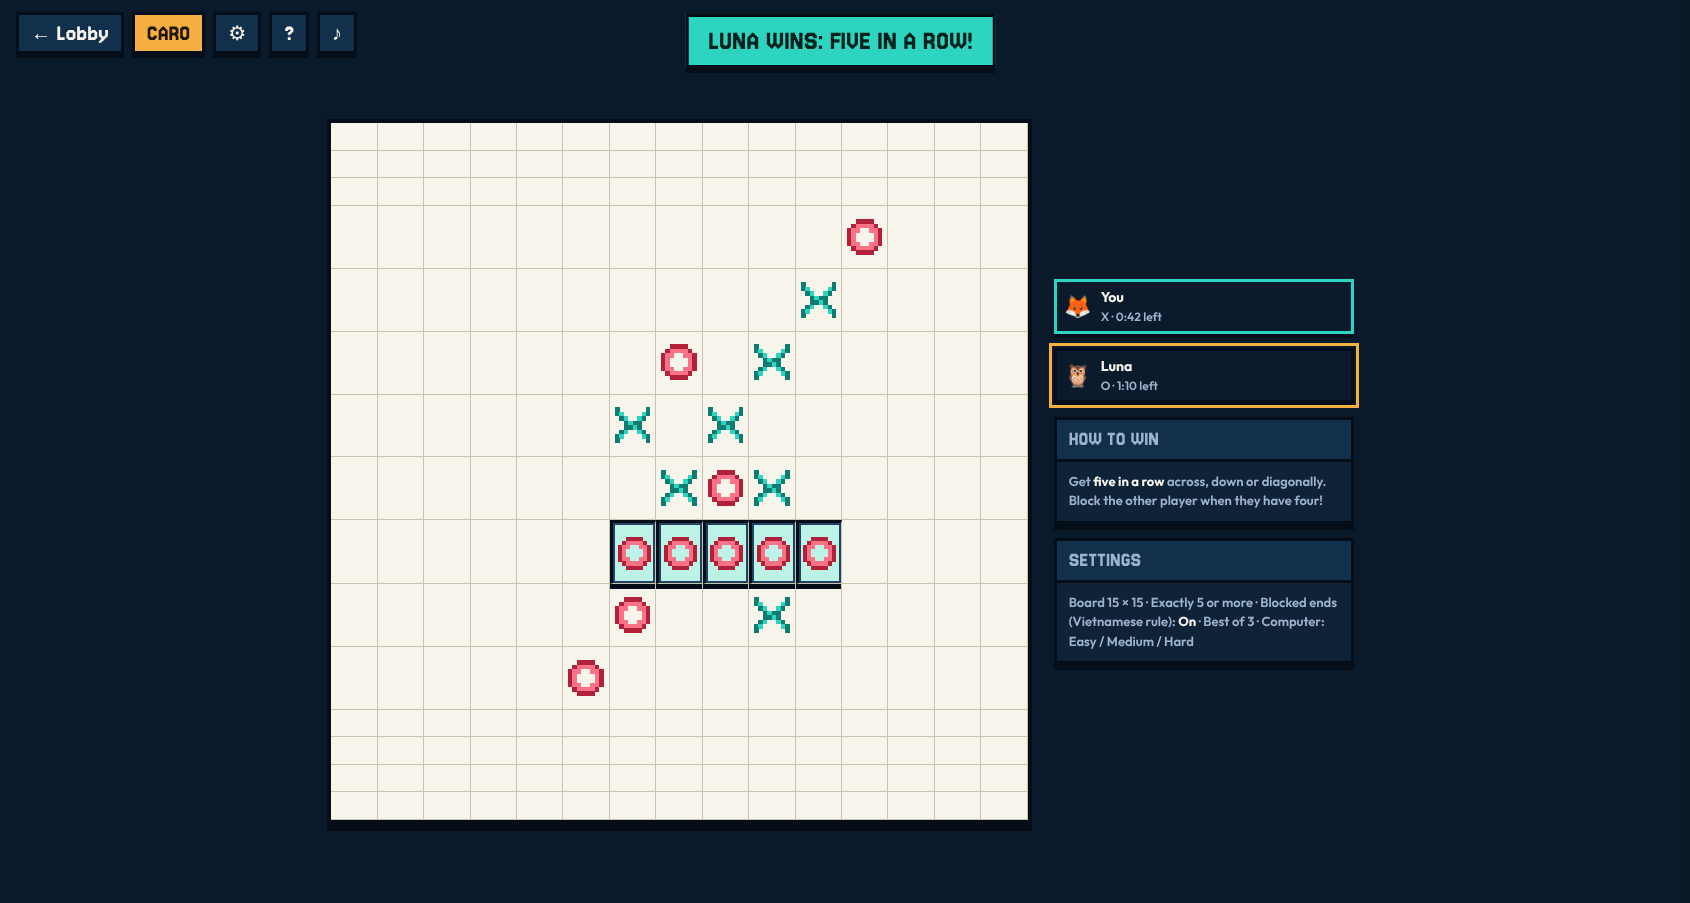 ← Lobby
CARO
?
♪
LUNA WINS: FIVE IN A ROW!
You
X · 0:42 left
Luna
O · 1:10 left
HOW TO WIN
Get five in a row across, down or diagonally.
Block the other player when they have four!
SETTINGS
Board 15 × 15 · Exactly 5 or more · Blocked ends
(Vietnamese rule): On · Best of 3 · Computer:
Easy / Medium / Hard